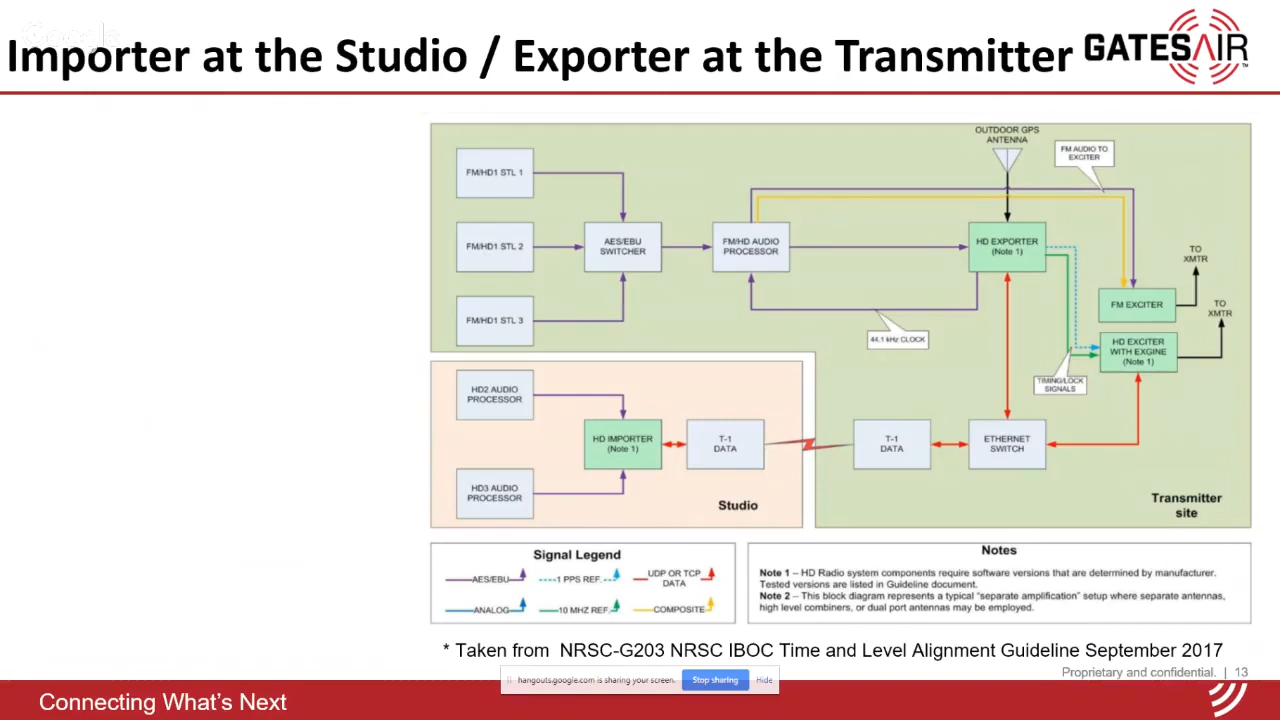 Google
Importer at the Studio / Exporter at the Transmitter
GATESAIR
TM
OUTDOOR GPS
ANTENNA
FM AUDIO TO
EXCITER
FM/HD1 STL 1
FM/HD1 STL 2
AES/EBU
SWITCHER
FM/HD AUDIO
PROCESSOR
HD EXPORTER
(Note 1)
TO
XMTR
FM EXCITER
TO
XMTR
FM/HD1 STL 3
44.1 kHz CLOCK
HD EXCITER
WITH EXGINE
(Note 1)
TIMING/LOCK
SIGNALS
HD2 AUDIO
PROCESSOR
HD IMPORTER
(Note 1)
T-1
DATA
T-1
DATA
ETHERNET
SWITCH
HD3 AUDIO
PROCESSOR
Studio
Transmitter
site
Signal Legend
AES/EBU
1 PPS REF.
UDP OR TCP
DATA
ANALOG
10 MHZ REF.
COMPOSITE
Notes
Note 1 – HD Radio system components require software versions that are determined by manufacturer.
Tested versions are listed in Guideline document.
Note 2 – This block diagram represents a typical "separate amplification" setup where separate antennas,
high level combiners, or dual port antennas may be employed.
* Taken from NRSC-G203 NRSC IBOC Time and Level Alignment Guideline September 2017
Proprietary and confidential. | 13
hangouts.google.com is sharing your screen.
Stop sharing
Hide
Connecting What's Next